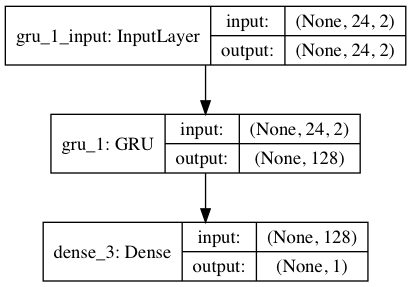 gru_1_input: InputLayer
input: (None, 24, 2)
output: (None, 24, 2)
gru_1: GRU
input: (None, 24, 2)
output: (None, 128)
dense_3: Dense
input: (None, 128)
output: (None, 1)